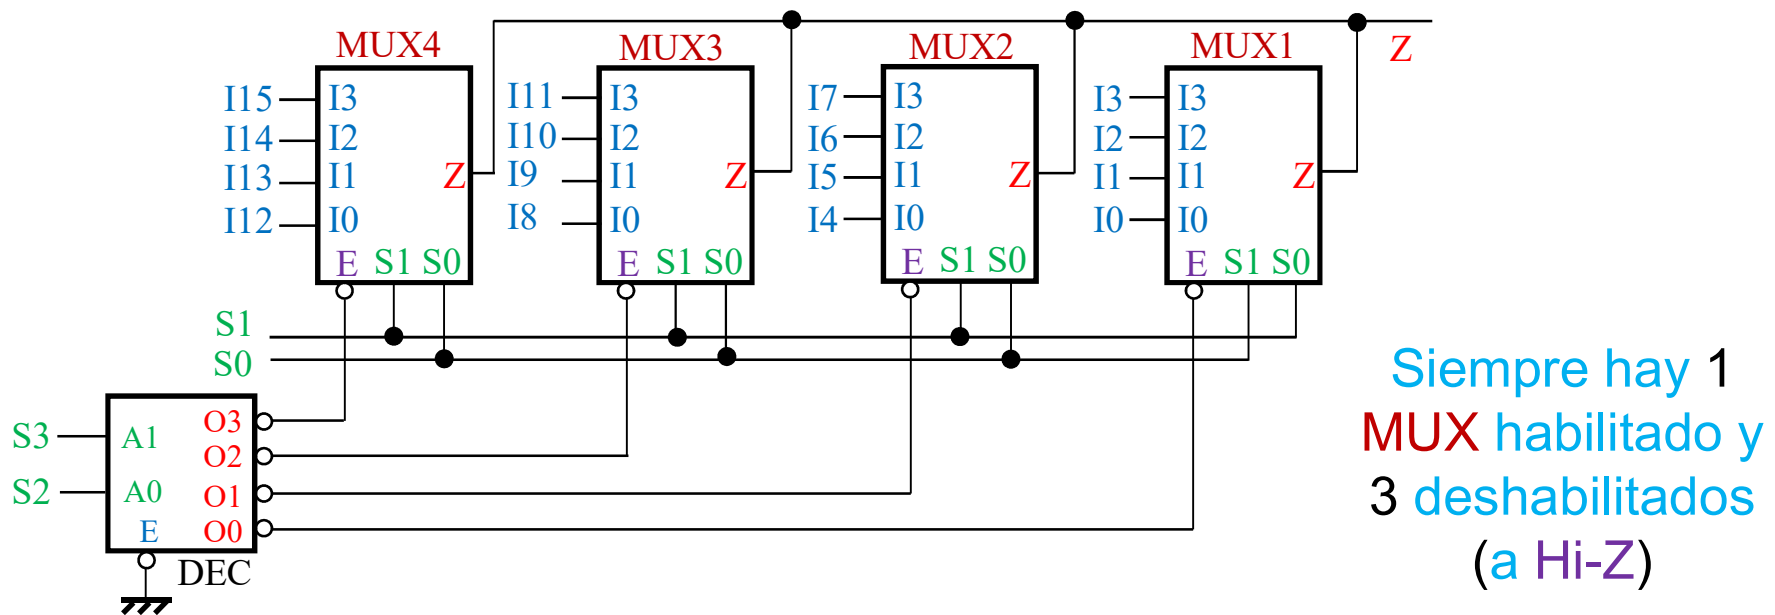 MUX4 MUX3 MUX2 MUX1
Z
I15 I3 I11 I3 I7 I3 I3 I3
I14 I2 I10 I2 I6 I2 I2 I2
I13 I1 Z I9 I1 Z I5 I1 Z I1 I1 Z
I12 I0 I8 I0 I4 I0 I0 I0
E S1 S0 E S1 S0 E S1 S0 E S1 S0
S1
S0
S3 A1 O3
O2
S2 A0 O1
E O0
DEC
Siempre hay 1
MUX habilitado y
3 deshabilitados
(a Hi-Z)